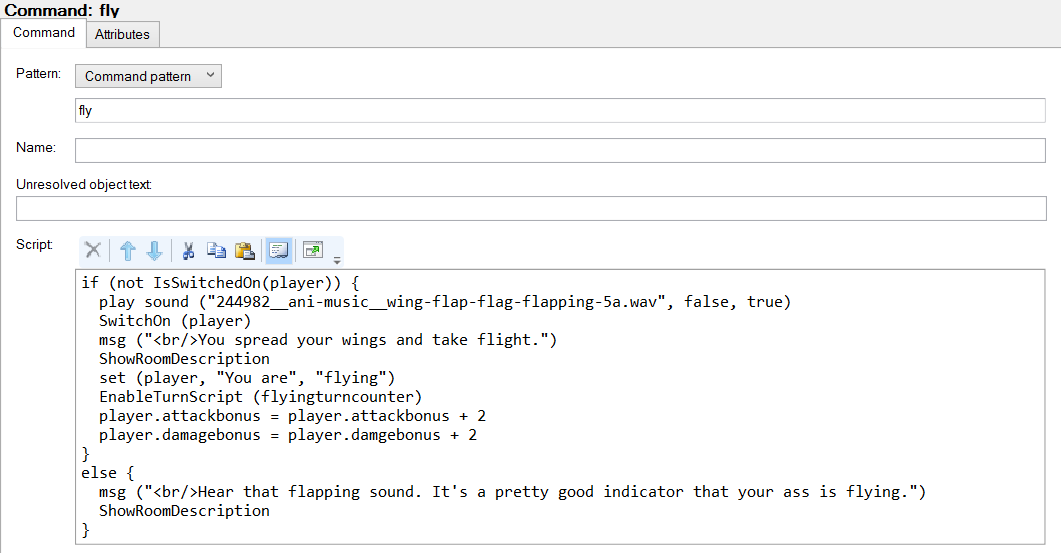 Command: fly
Command Attributes
Pattern: Command pattern
fly
Name:
Unresolved object text:
Script:
if (not IsSwitchedOn(player)) {
  play sound ("244982__ani-music__wing-flap-flag-flapping-5a.wav", false, true)
  SwitchOn (player)
  msg ("<br/>You spread your wings and take flight.")
  ShowRoomDescription
  set (player, "You are", "flying")
  EnableTurnScript (flyingturncounter)
  player.attackbonus = player.attackbonus + 2
  player.damagebonus = player.damgebonus + 2
}
else {
  msg ("<br/>Hear that flapping sound. It's a pretty good indicator that your ass is flying.")
  ShowRoomDescription
}